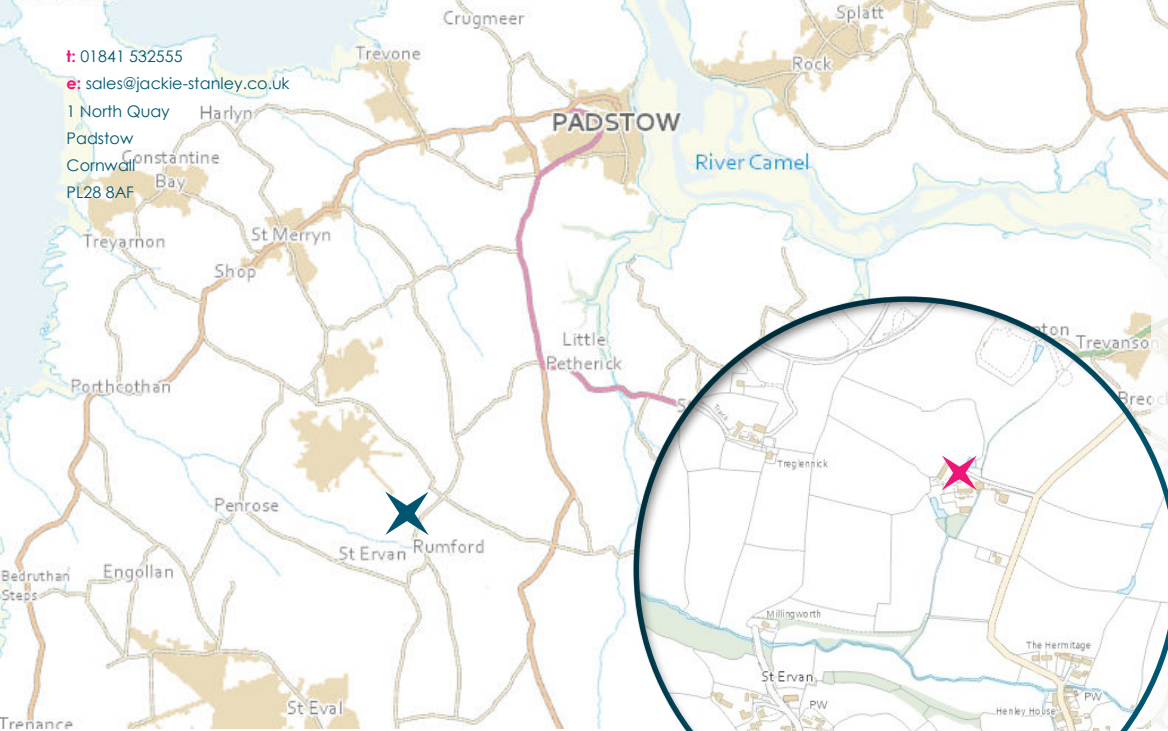 Crugmeer
Splatt
t: 01841 532555
Trevone
Rock
e: sales@jackie-stanley.co.uk
1 North Quay
Harlyn
PADSTOW
Padstow
Cornwall
Constantine
Bay
River Camel
PL28 8AF
Treyarnon
St Merryn
Shop
Little
Petherick
Trevanson
Porthcothan
Treglennick
Track
Penrose
St Ervan
Rumford
Bedruthan
Steps
Engollan
Millingworth
The Hermitage
St Ervan
PW
PW
Henley House
St Eval
Trenance